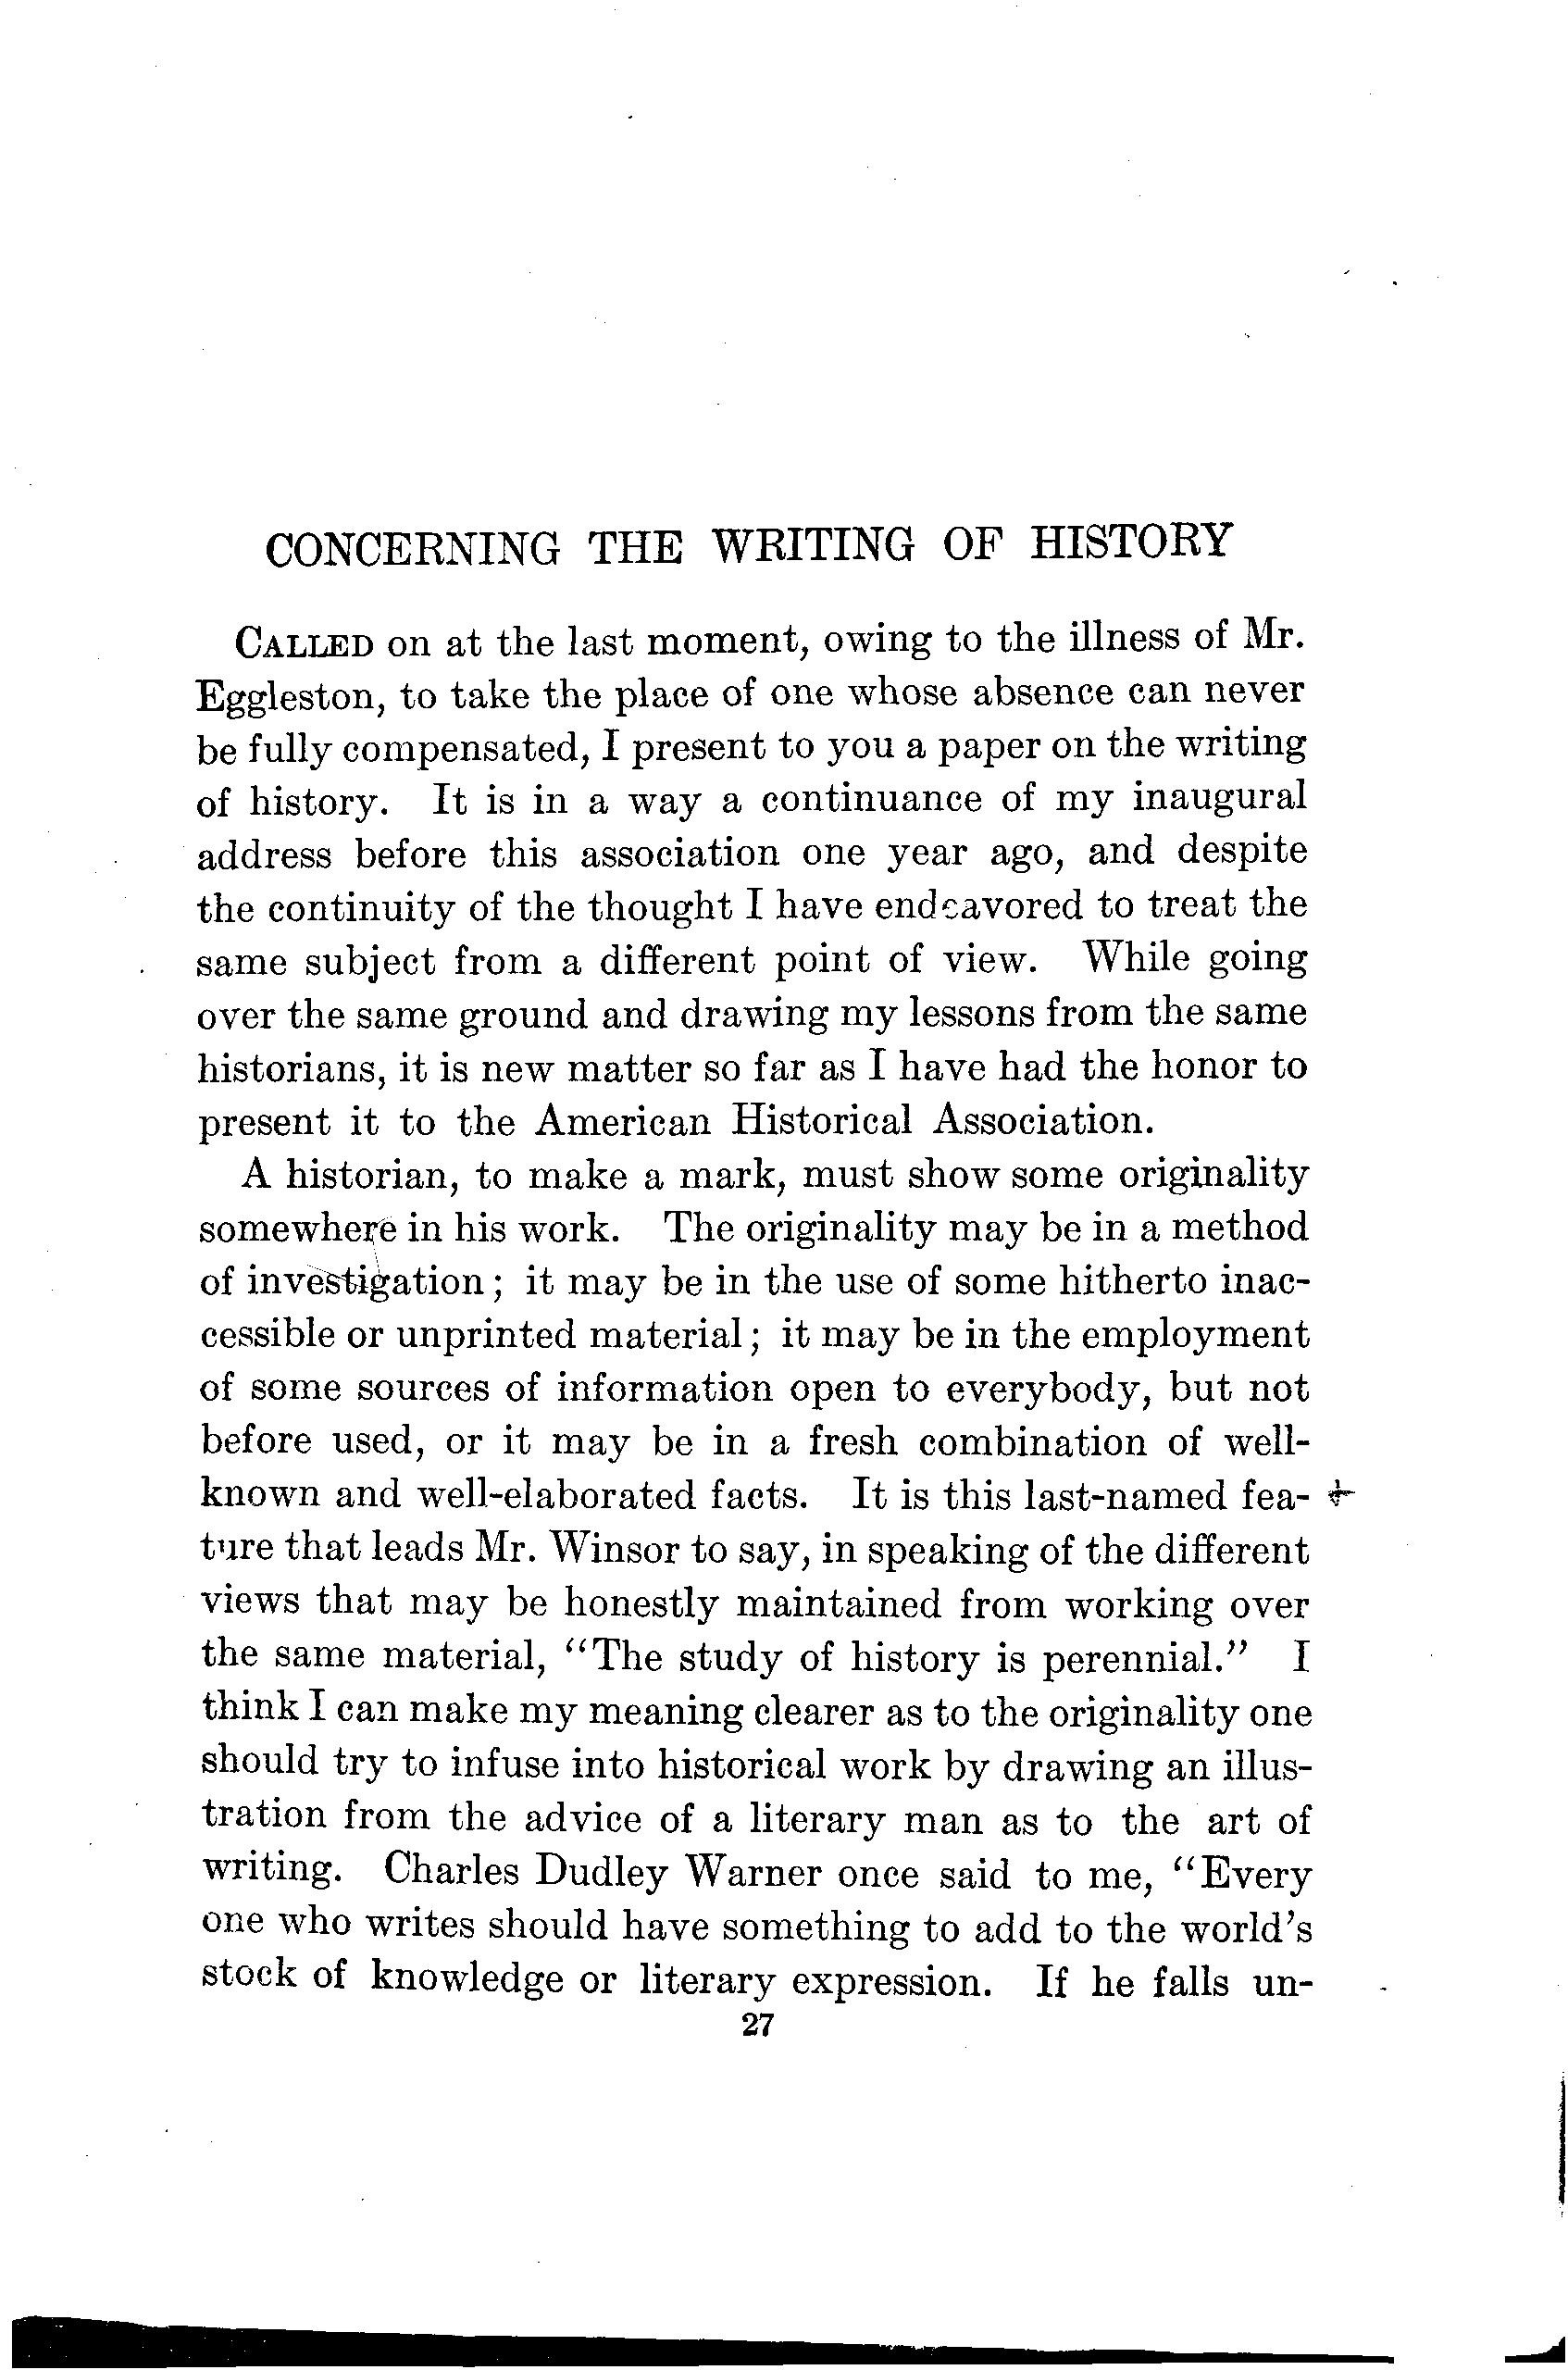 CONCERNING THE WRITING OF HISTORY
CALLED on at the last moment, owing to the illness of Mr.
Eggleston, to take the place of one whose absence can never
be fully compensated, I present to you a paper on the writing
of history. It is in a way a continuance of my inaugural
address before this association one year ago, and despite
the continuity of the thought I have endeavored to treat the
same subject from a different point of view. While going
over the same ground and drawing my lessons from the same
historians, it is new matter so far as I have had the honor to
present it to the American Historical Association.
A historian, to make a mark, must show some originality
somewhere in his work. The originality may be in a method
of investigation; it may be in the use of some hitherto inac-
cessible or unprinted material; it may be in the employment
of some sources of information open to everybody, but not
before used, or it may be in a fresh combination of well-
known and well-elaborated facts. It is this last-named fea-
ture that leads Mr. Winsor to say, in speaking of the different
views that may be honestly maintained from working over
the same material, “The study of history is perennial.” I
think I can make my meaning clearer as to the originality one
should try to infuse into historical work by drawing an illus-
tration from the advice of a literary man as to the art of
writing. Charles Dudley Warner once said to me, “Every
one who writes should have something to add to the world's
stock of knowledge or literary expression. If he falls un-
27